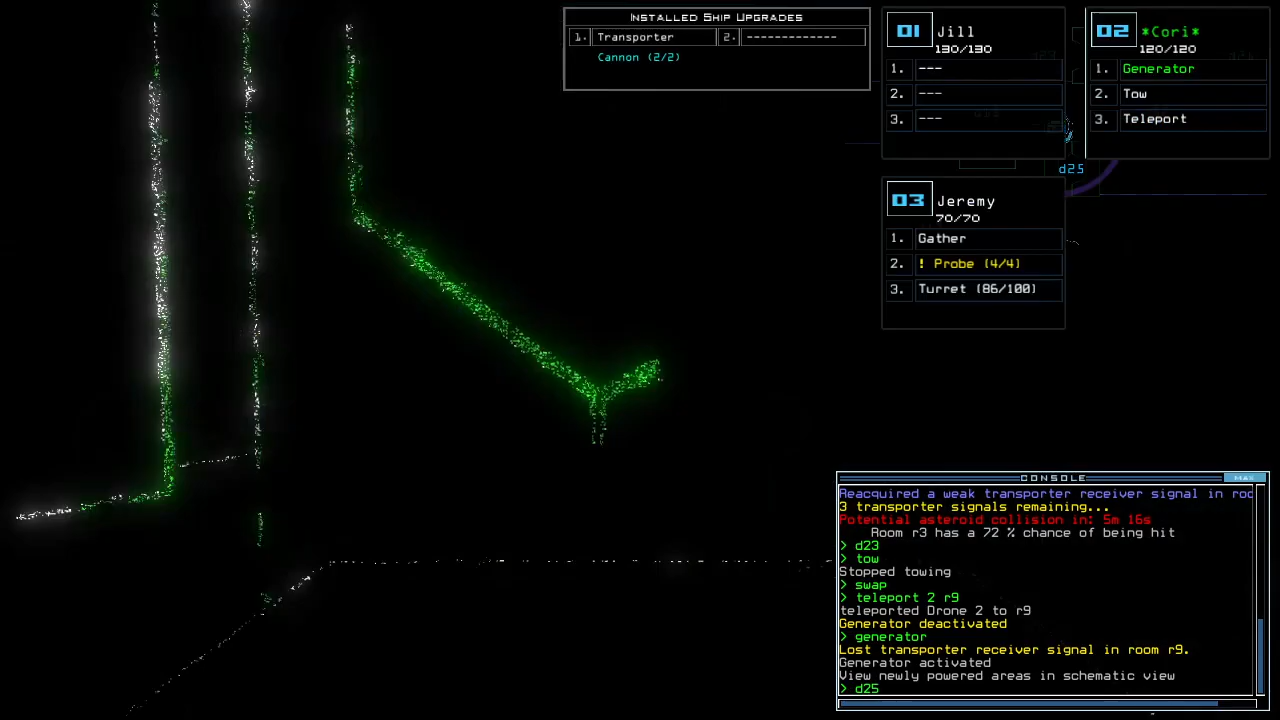 Installed Ship Upgrades
1. Transporter 2. -------------
Cannon (2/2)
01 Jill
130/130
1. ---
2. ---
3. ---
02 *Cori*
120/120
1. Generator
2. Tow
3. Teleport
d25
03 Jeremy
70/70
1. Gather
2. ! Probe (4/4)
3. Turret (86/100)
CONSOLE
Reacquired a weak transporter receiver signal in roo
3 transporter signals remaining...
Potential asteroid collision in: 5m 16s
Room r3 has a 72 % chance of being hit
> d23
> tow
Stopped towing
> swap
> teleport 2 r9
teleported Drone 2 to r9
Generator deactivated
> generator
Lost transporter receiver signal in room r9.
Generator activated
View newly powered areas in schematic view
> d25